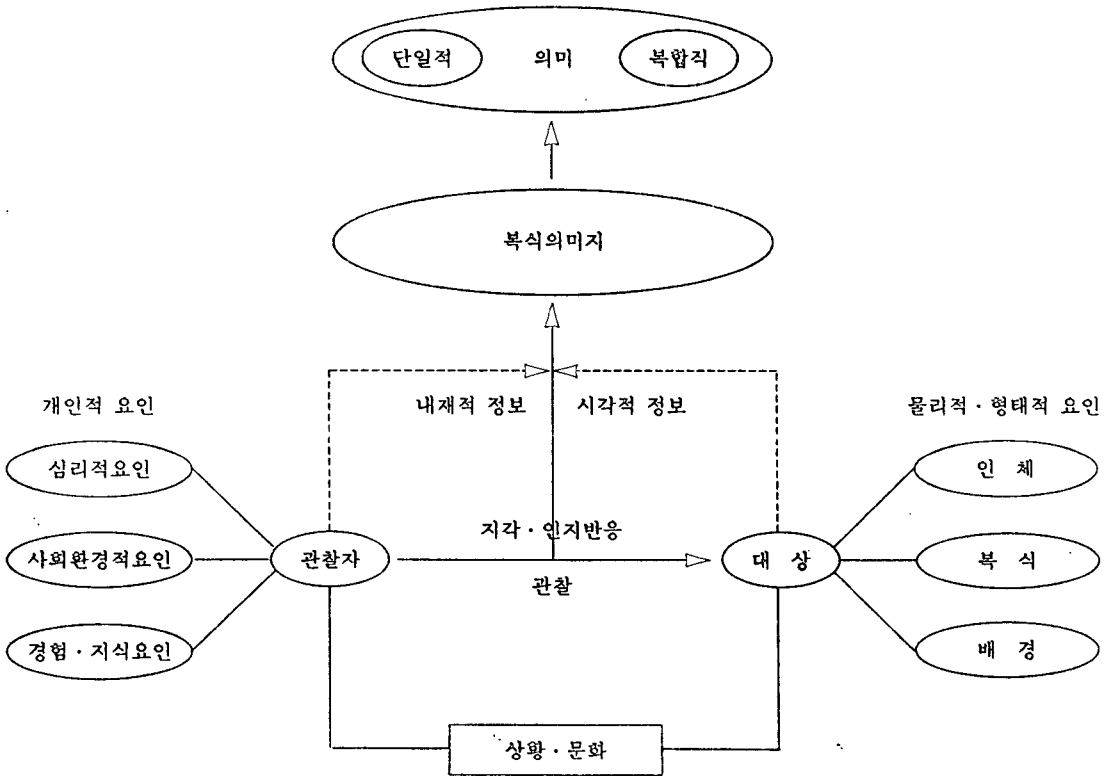 단일적 의미 복합직
복식의미지
내재적 정보 시각적 정보
개인적 요인
물리적·형태적 요인
심리적요인
인 체
지각·인지반응
사회환경적요인
관찰자
대 상
복 식
관찰
경험·지식요인
배 경
상황·문화